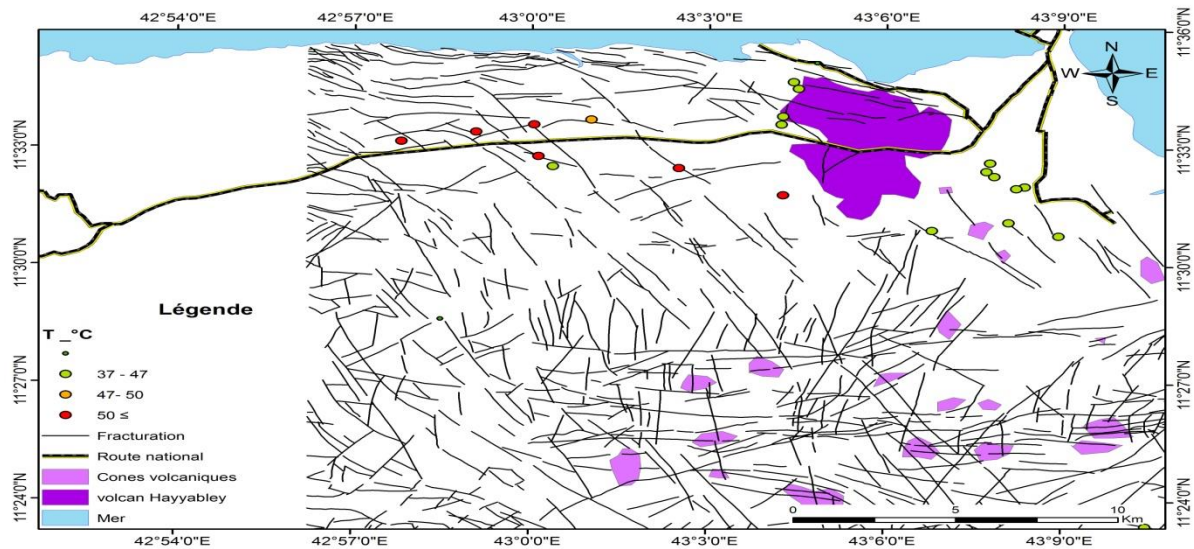 42°54'0"E 42°57'0"E 43°0'0"E 43°3'0"E 43°6'0"E 43°9'0"E
11°36'0"N
N
W E
S
11°33'0"N 11°33'0"N
11°30'0"N 11°30'0"N
Légende
T _°C
37 - 47
47- 50
50 ≤
Fracturation
Route national
Cones volcaniques
volcan Hayyabley
Mer
11°27'0"N 11°27'0"N
11°24'0"N 11°24'0"N
0 5 10
Km
42°54'0"E 42°57'0"E 43°0'0"E 43°3'0"E 43°6'0"E 43°9'0"E